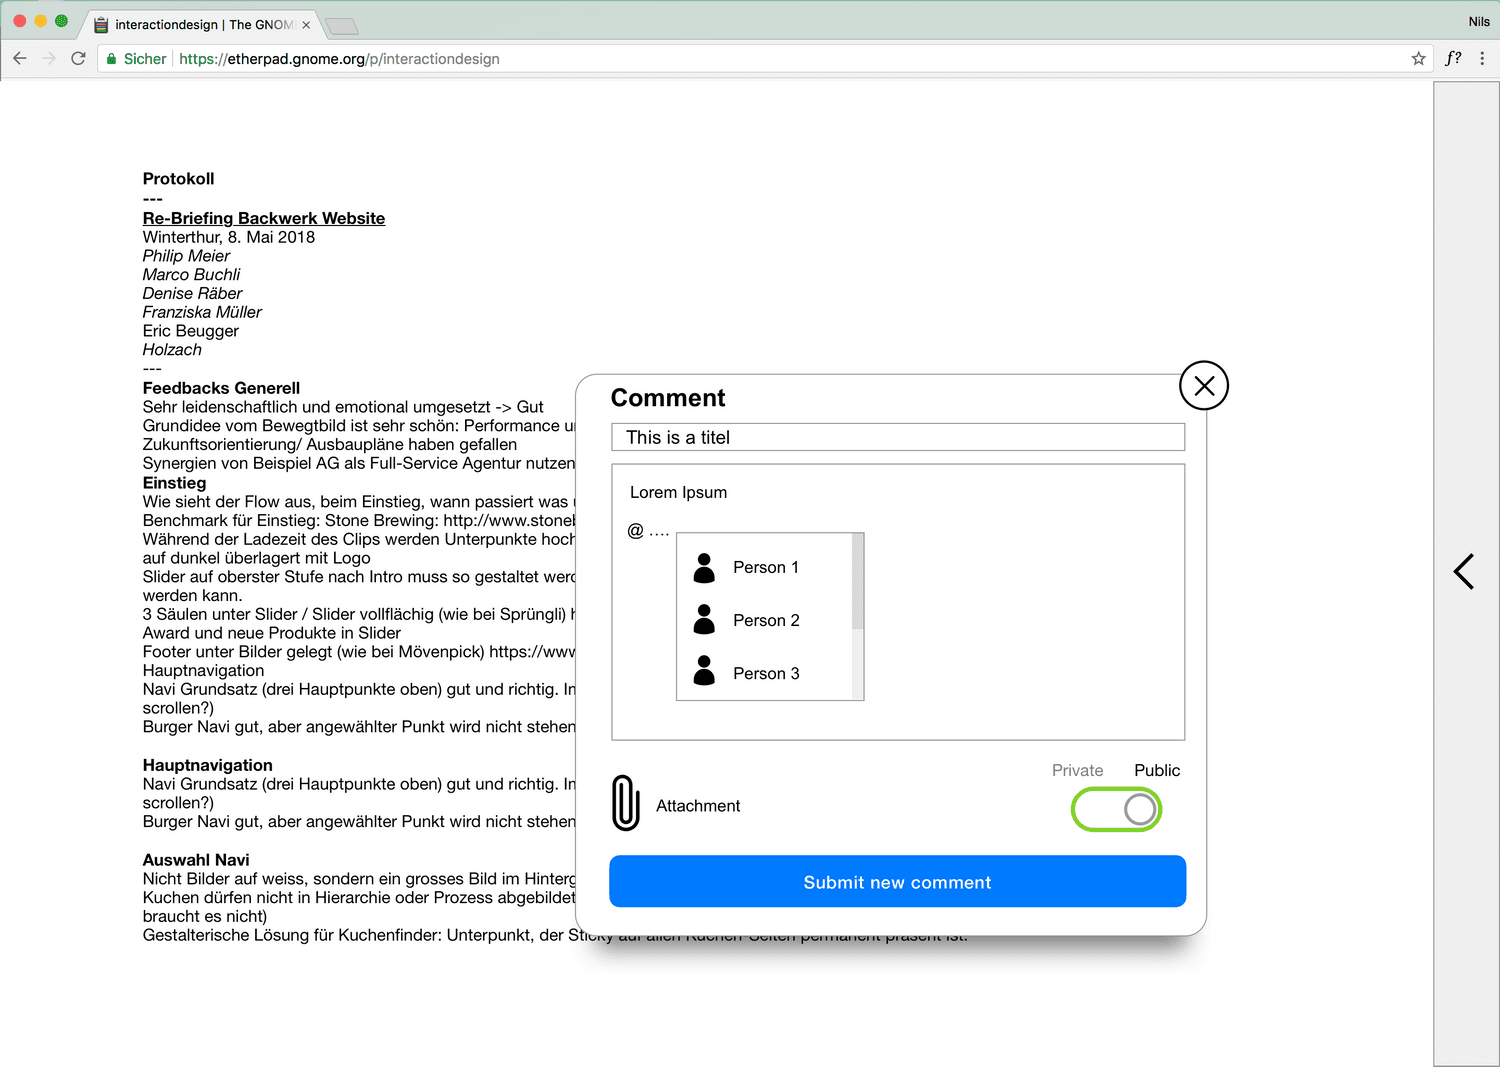 interactiondesign | The GNOM
Nils
Sicher
https://etherpad.gnome.org/p/interactiondesign
f?
Protokoll
---
Re-Briefing Backwerk Website
Winterthur, 8. Mai 2018
Philip Meier
Marco Buchli
Denise Räber
Franziska Müller
Eric Beugger
Holzach
---
Feedbacks Generell
Sehr leidenschaftlich und emotional umgesetzt -> Gut
Grundidee vom Bewegtbild ist sehr schön: Performance
Zukunftsorientierung/ Ausbaupläne haben gefallen
Synergien von Beispiel AG als Full-Service Agentur nutzen
Einstieg
Wie sieht der Flow aus, beim Einstieg, wann passiert was
Benchmark für Einstieg: Stone Brewing: http://www.stone
Während der Ladezeit des Clips werden Unterpunkte hoch
auf dunkel überlagert mit Logo
Slider auf oberster Stufe nach Intro muss so gestaltet werd
werden kann.
3 Säulen unter Slider / Slider vollflächig (wie bei Sprüngli)
Award und neue Produkte in Slider
Footer unter Bilder gelegt (wie bei Mövenpick) https://www
Hauptnavigation
Navi Grundsatz (drei Hauptpunkte oben) gut und richtig. In
scrollen?)
Burger Navi gut, aber angewählter Punkt wird nicht stehen
Hauptnavigation
Navi Grundsatz (drei Hauptpunkte oben) gut und richtig. In
scrollen?)
Burger Navi gut, aber angewählter Punkt wird nicht stehen
Auswahl Navi
Nicht Bilder auf weiss, sondern ein grosses Bild im Hinterg
Kuchen dürfen nicht in Hierarchie oder Prozess abgebildet
braucht es nicht)
Gestalterische Lösung für Kuchenfinder: Unterpunkt, der Sticky auf allen Kuchen-Seiten permanent präsent ist.
Comment
This is a titel
Lorem Ipsum
@ ....
Person 1
Person 2
Person 3
Private Public
Attachment
Submit new comment